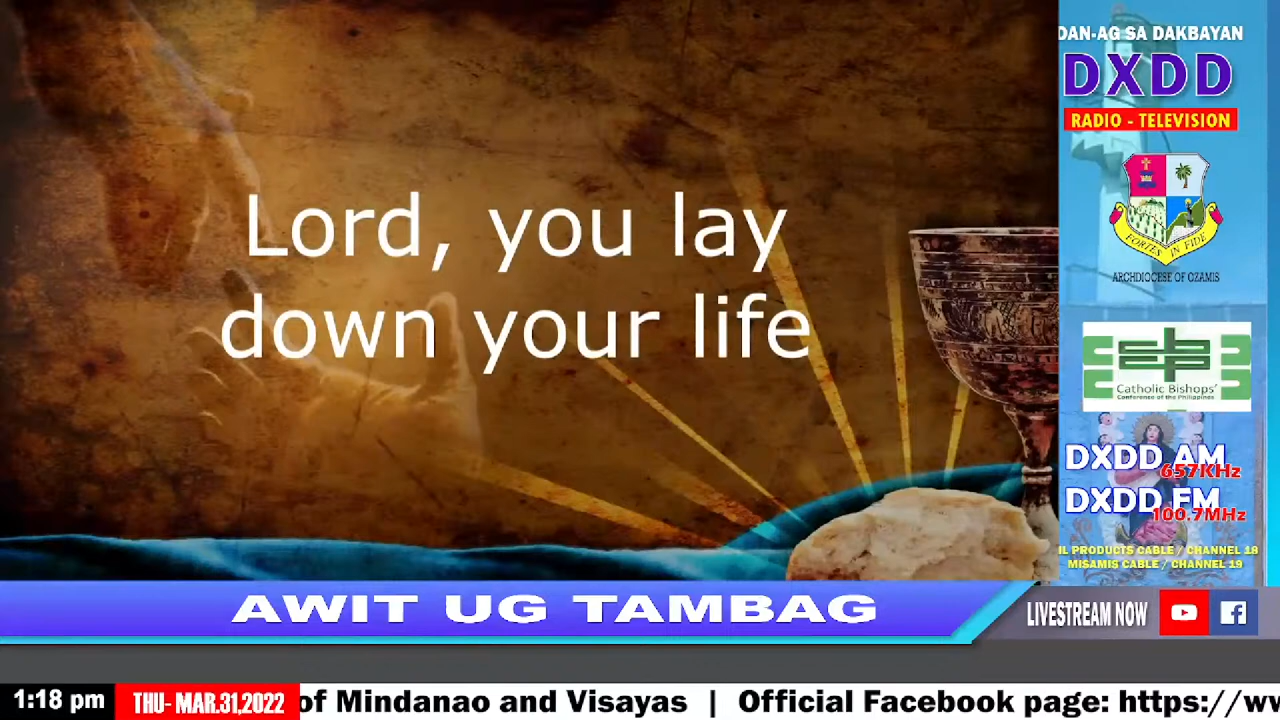 Lord, you lay
down your life
DAN-AG SA DAKBAYAN
DXDD
RADIO - TELEVISION
FORTES IN FIDE
ARCHDIOCESE OF OZAMIS
cbcp
Catholic Bishops'
Conference of the Philippines
DXDD AM
657KHz
DXDD FM
100.7MHz
IL PRODUCTS CABLE / CHANNEL 18
MISAMIS CABLE / CHANNEL 19
AWIT UG TAMBAG
LIVESTREAM NOW
1:18 pm THU- MAR.31,2022 of Mindanao and Visayas | Official Facebook page: https://w